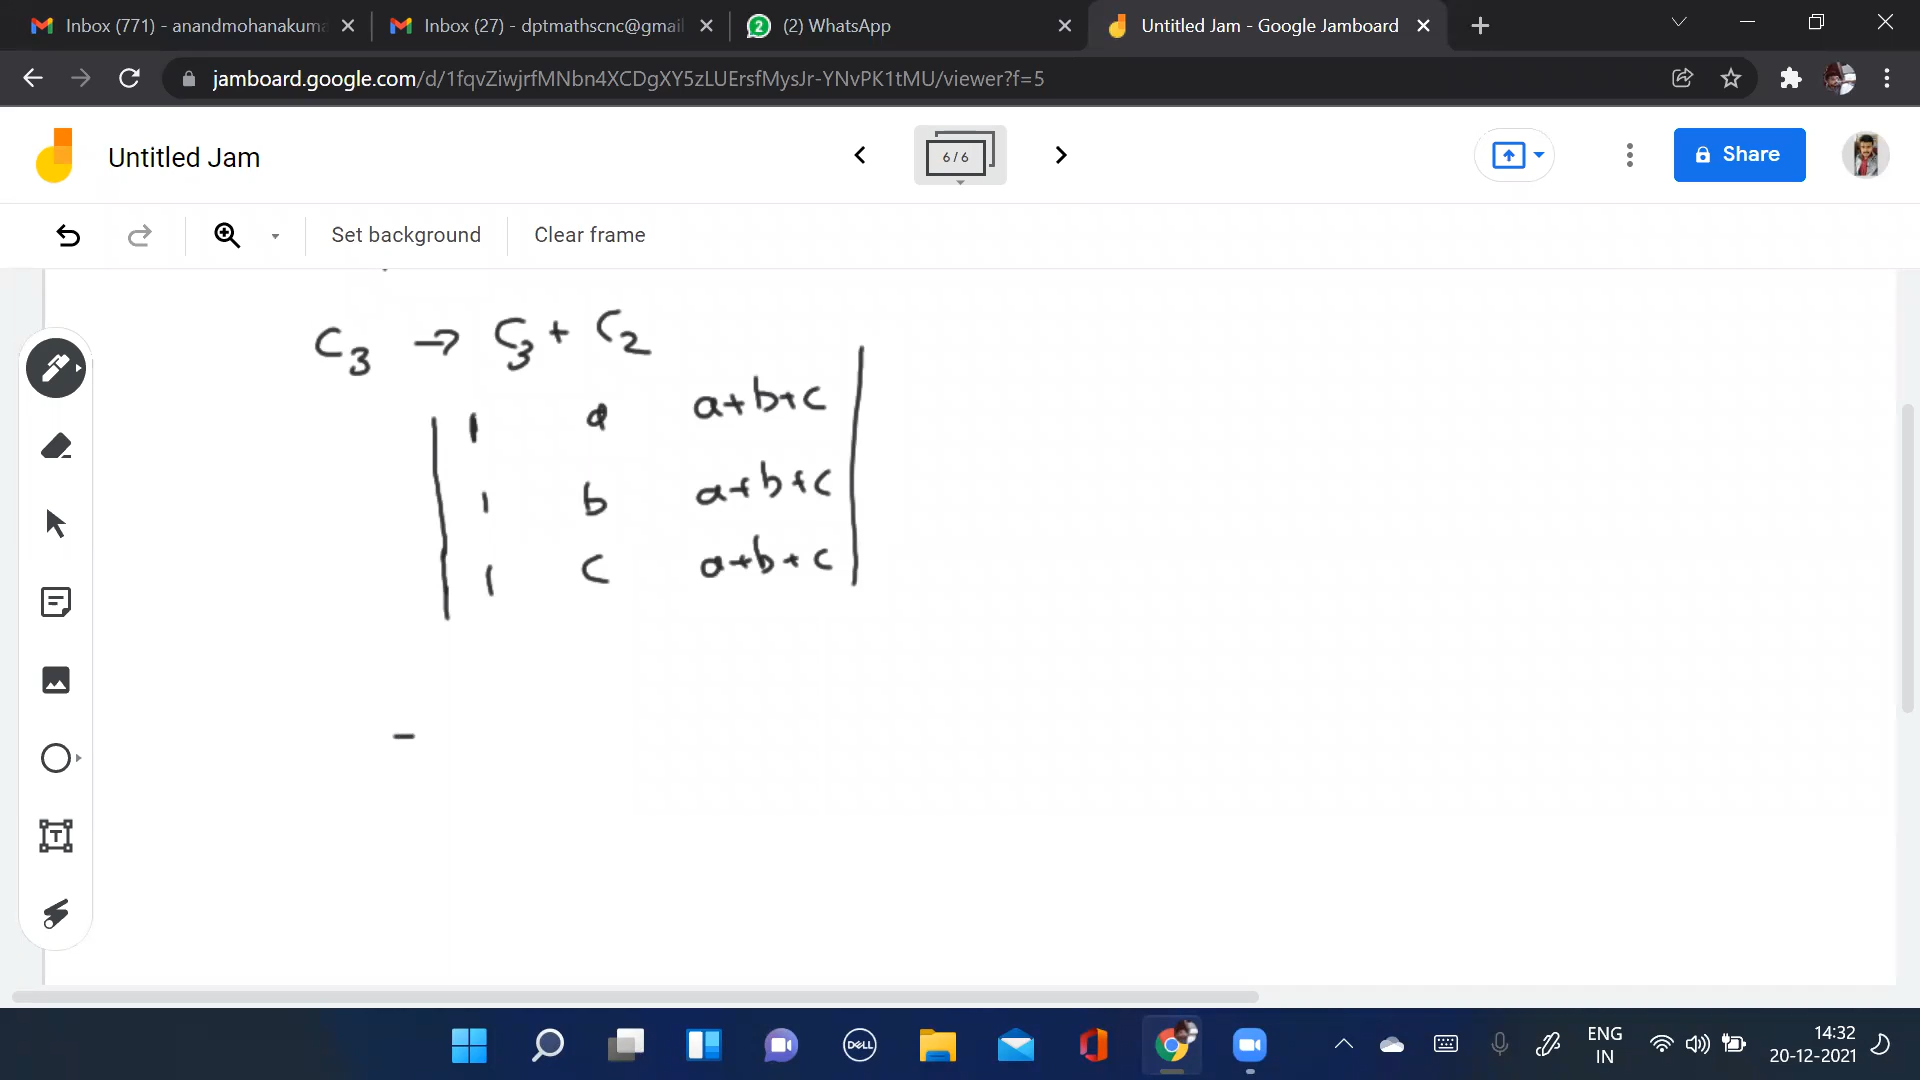 Inbox (771) - anandmohanakuma
Inbox (27) - dptmathscnc@gmail
2
(2) WhatsApp
Untitled Jam - Google Jamboard
jamboard.google.com/d/1fqvZiwjrfMNbn4XCDgXY5zLUErsfMysJr-YNvPK1tMU/viewer?f=5
Untitled Jam
6 / 6
Share
Set background
Clear frame
C3 → C3 + C2
| 1 a a+b+c |
| 1 b a+b+c |
| 1 c a+b+c |
-
T
DELL
ENG
IN
14:32
20-12-2021